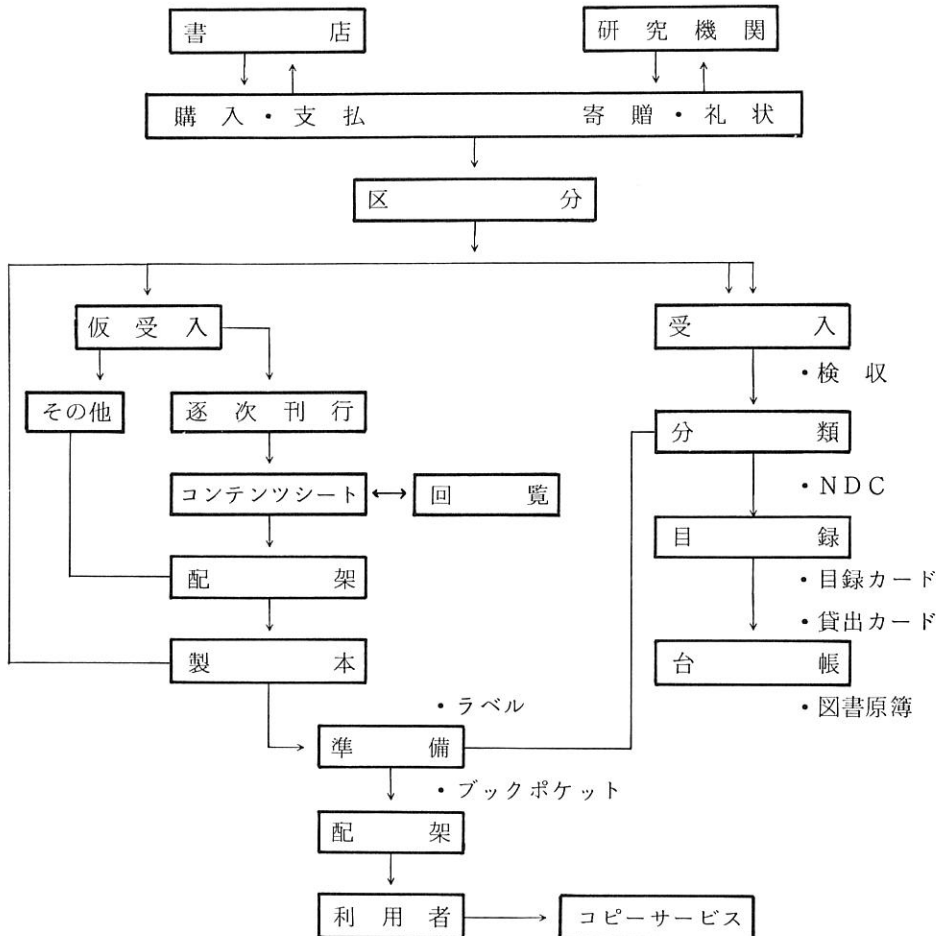 書店
研究機関
購入・支払 寄贈・礼状
区分
仮受入
受入
・検収
その他
逐次刊行
分類
コンテンツシート
回覧
・NDC
目録
配架
・目録カード
・貸出カード
製本
台帳
・図書原簿
・ラベル
準備
・ブックポケット
配架
利用者
コピーサービス